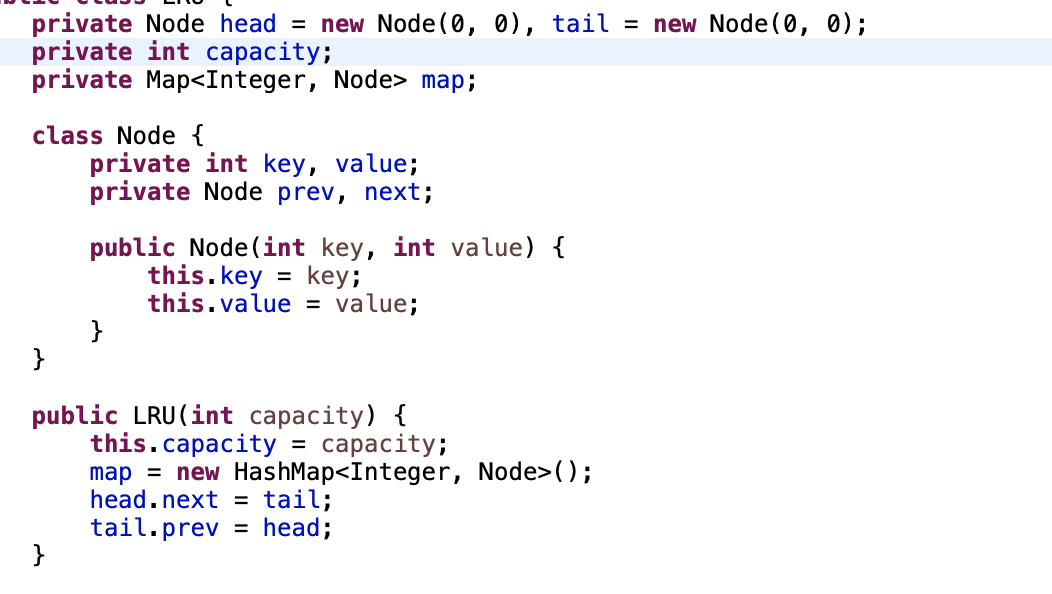 public class LRU {
    private Node head = new Node(0, 0), tail = new Node(0, 0);
    private int capacity;
    private Map<Integer, Node> map;

    class Node {
        private int key, value;
        private Node prev, next;

        public Node(int key, int value) {
            this.key = key;
            this.value = value;
        }
    }

    public LRU(int capacity) {
        this.capacity = capacity;
        map = new HashMap<Integer, Node>();
        head.next = tail;
        tail.prev = head;
    }